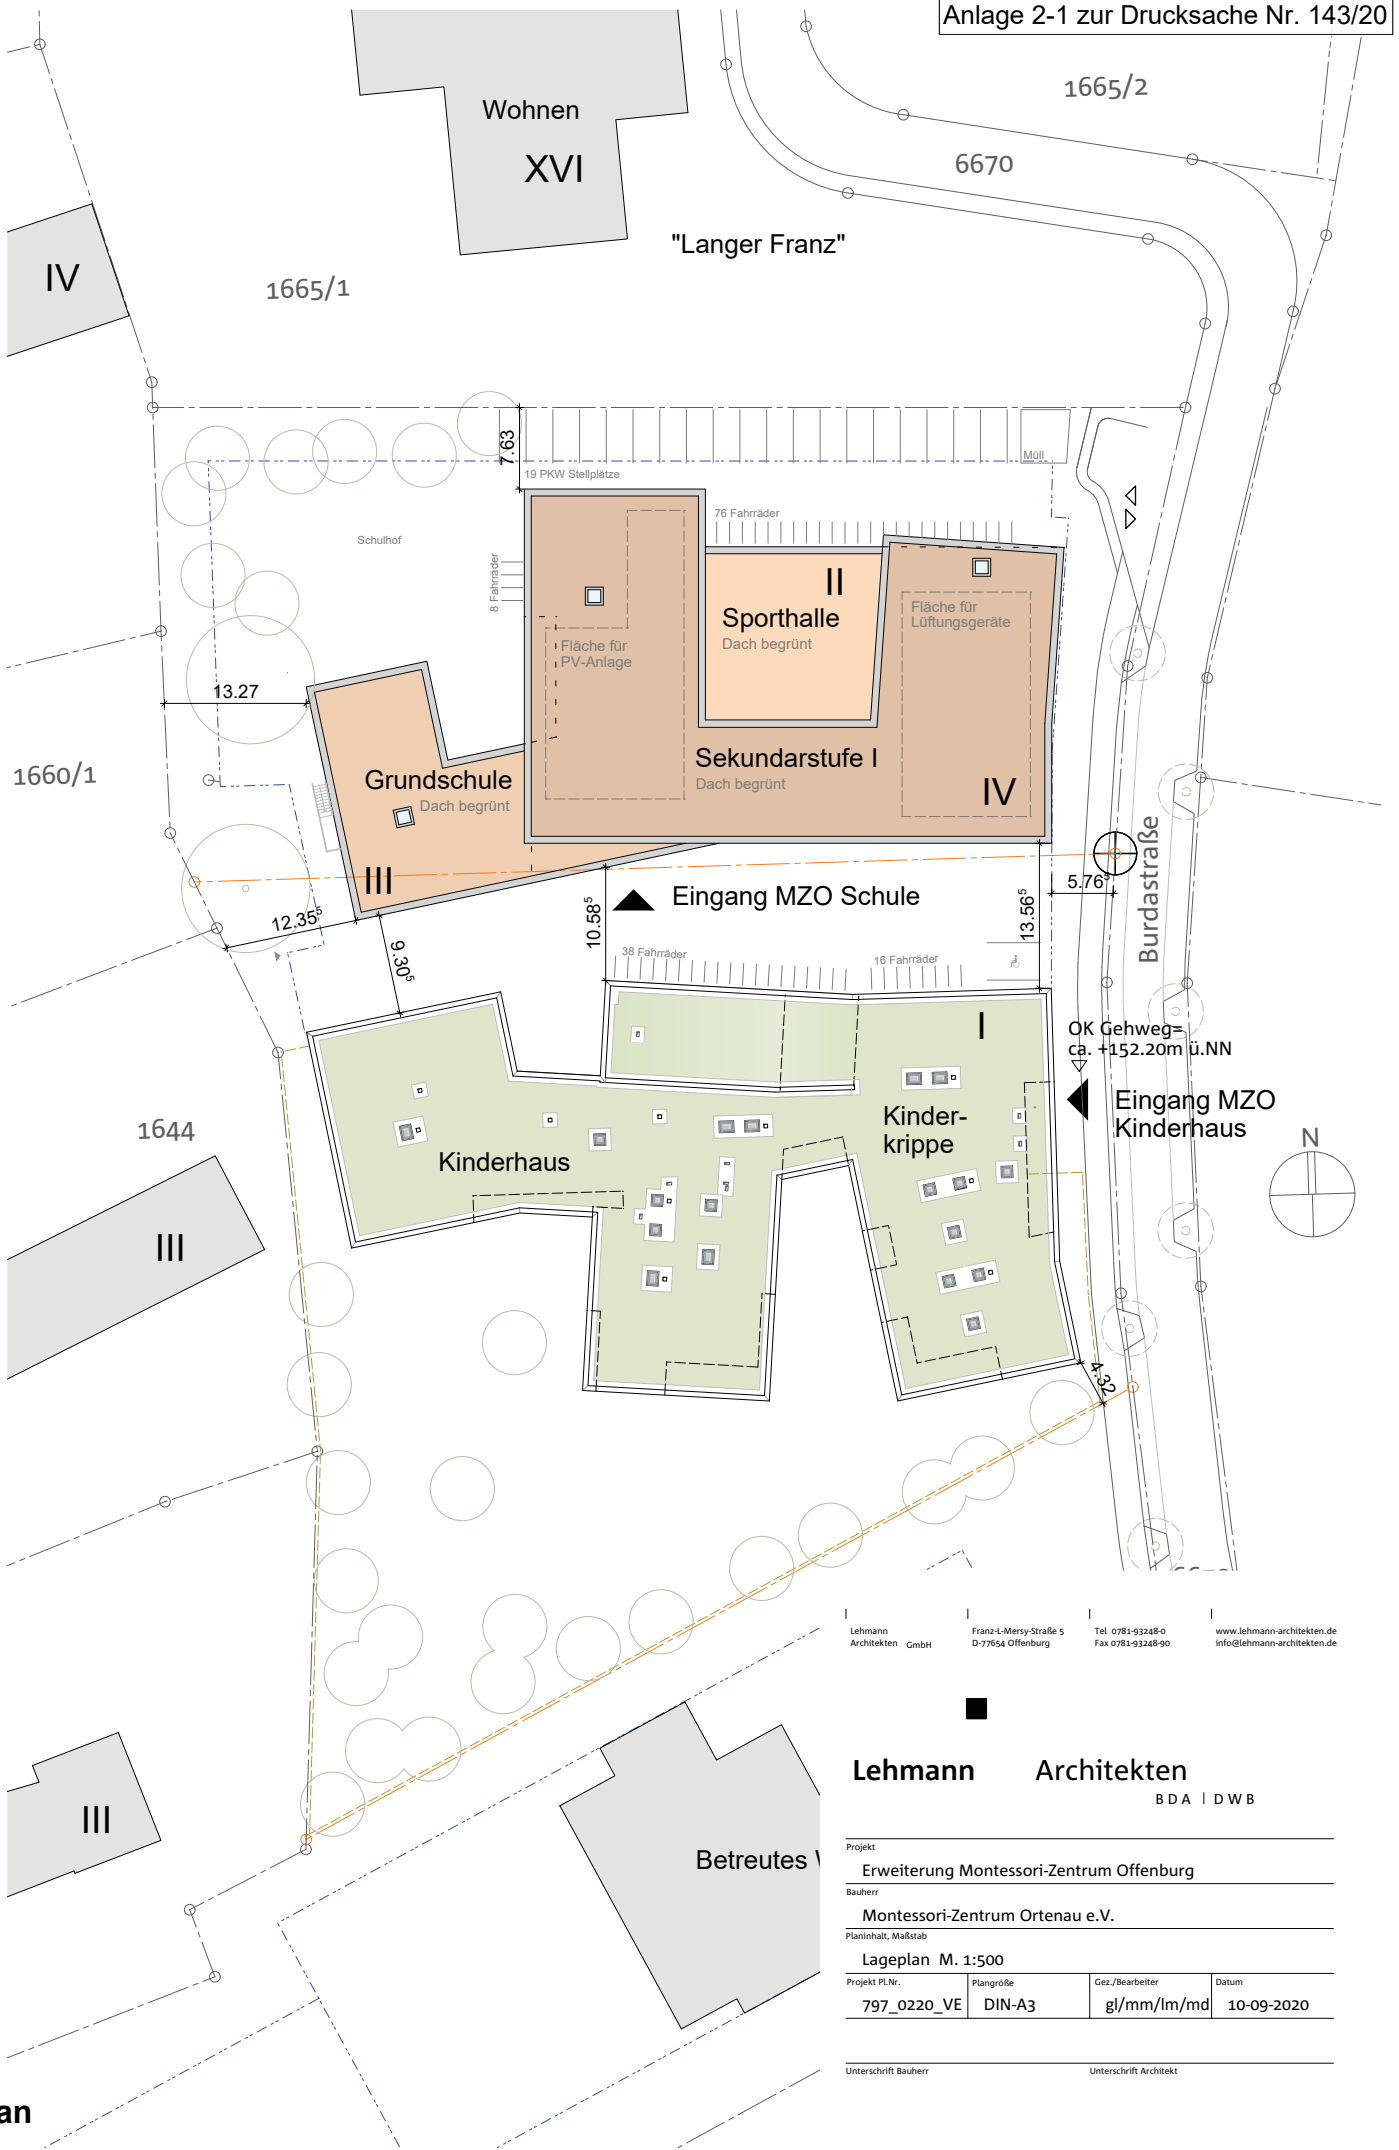 Anlage 2-1 zur Drucksache Nr. 143/20
1665/2
Wohnen
XVI
6670
"Langer Franz"
IV
1665/1
7.63
19 PKW Stellplätze
Müll
76 Fahrräder
Schulhof
8 Fahrräder
II
Sporthalle
Dach begrünt
Fläche für
Lüftungsgeräte
Fläche für
PV-Anlage
13.27
Grundschule
Dach begrünt
Sekundarstufe I
Dach begrünt
IV
1660/1
III
Burdastraße
5.76⁵
Eingang MZO Schule
12.35⁵
9.30⁵
10.58⁵
13.56⁵
38 Fahrräder
16 Fahrräder
I
OK Gehweg=
ca. +152.20m ü.NN
Eingang MZO
Kinderhaus
Kinder-
krippe
Kinderhaus
1644
N
III
4.32
Lehmann
Architekten GmbH
Franz-L-Mersy-Straße 5
D-77654 Offenburg
Tel 0781-93248-0
Fax 0781-93248-90
www.lehmann-architekten.de
info@lehmann-architekten.de
Lehmann Architekten
BDA | DWB
III
Betreutes
Projekt
Erweiterung Montessori-Zentrum Offenburg
Bauherr
Montessori-Zentrum Ortenau e.V.
Planinhalt, Maßstab
Lageplan M. 1:500
Projekt Pl.Nr. Plangröße Gez./Bearbeiter Datum
797_0220_VE DIN-A3 gl/mm/lm/md 10-09-2020
Unterschrift Bauherr Unterschrift Architekt
an